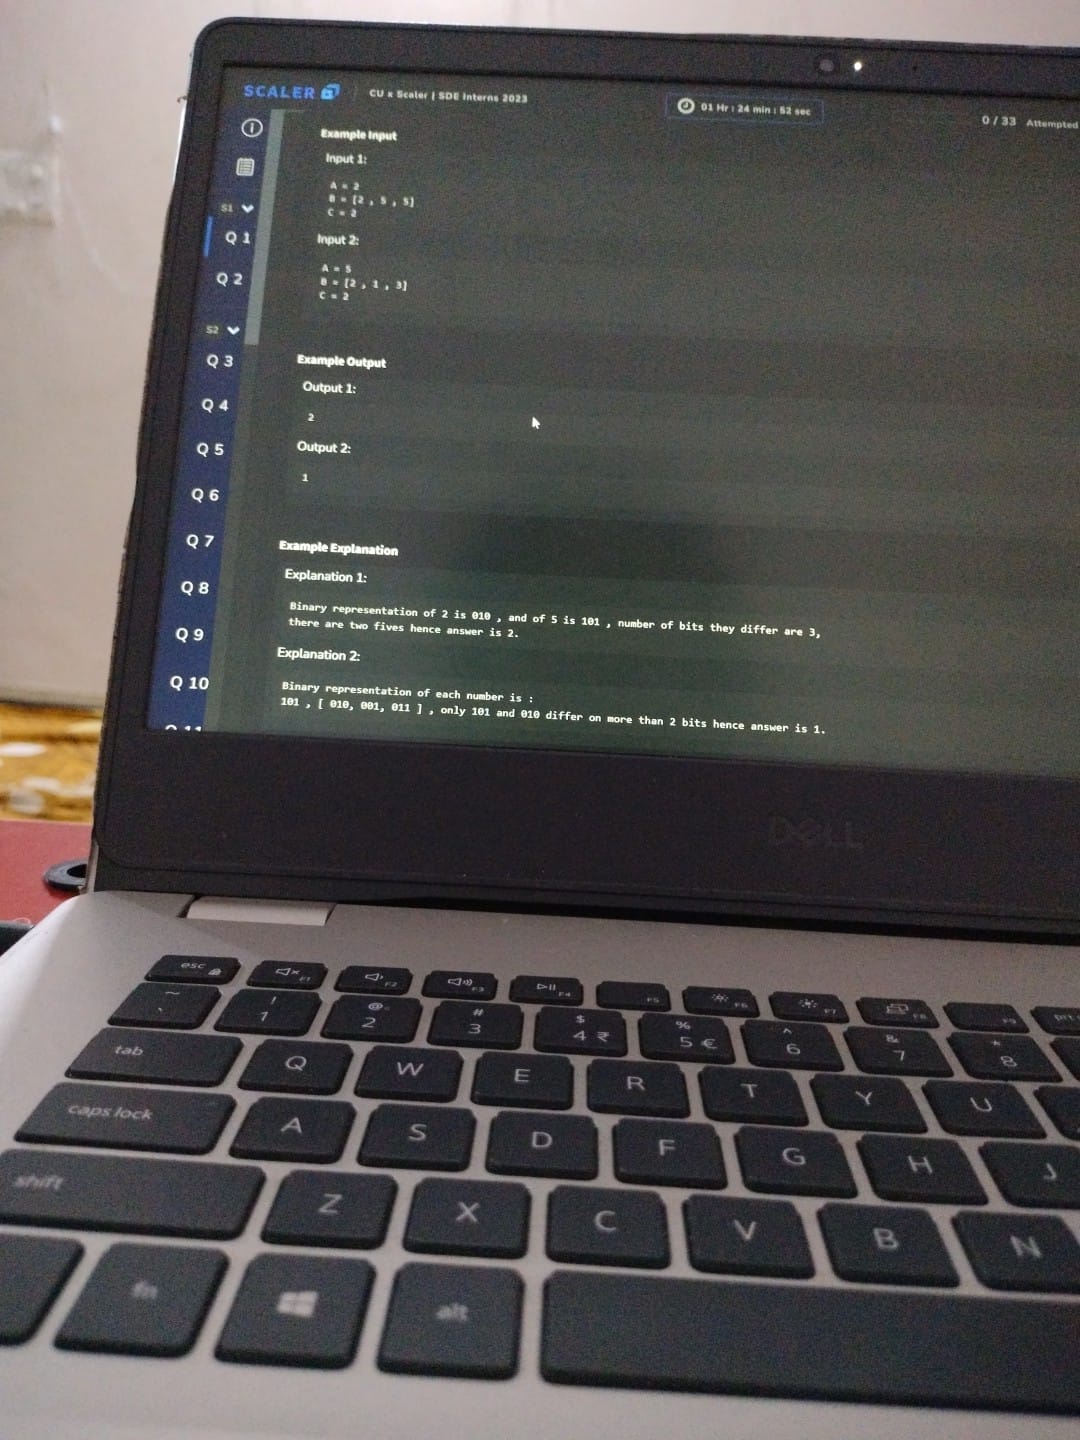 SCALER
CU x Scaler | SDE Interns 2023
01 Hr : 24 min : 52 sec
0 / 33 Attempted
S1
Q 1
Q 2
S2
Q 3
Q 4
Q 5
Q 6
Q 7
Q 8
Q 9
Q 10
Example Input
Input 1:
A = 2
B = [2 , 5 , 5]
C = 2
Input 2:
A = 5
B = [2 , 1 , 3]
C = 2
Example Output
Output 1:
2
Output 2:
1
Example Explanation
Explanation 1:
Binary representation of 2 is 010 , and of 5 is 101 , number of bits they differ are 3,
there are two fives hence answer is 2.
Explanation 2:
Binary representation of each number is :
101 , [ 010, 001, 011 ] , only 101 and 010 differ on more than 2 bits hence answer is 1.
DELL
esc F1 F2 F3 F4 F5 F6 F7 F8 F9
~ ` ! 1 @ 2 # 3 $ 4 ₹ % 5 € ^ 6 & 7 * 8
tab Q W E R T Y U
caps lock A S D F G H J
shift Z X C V B N
fn alt